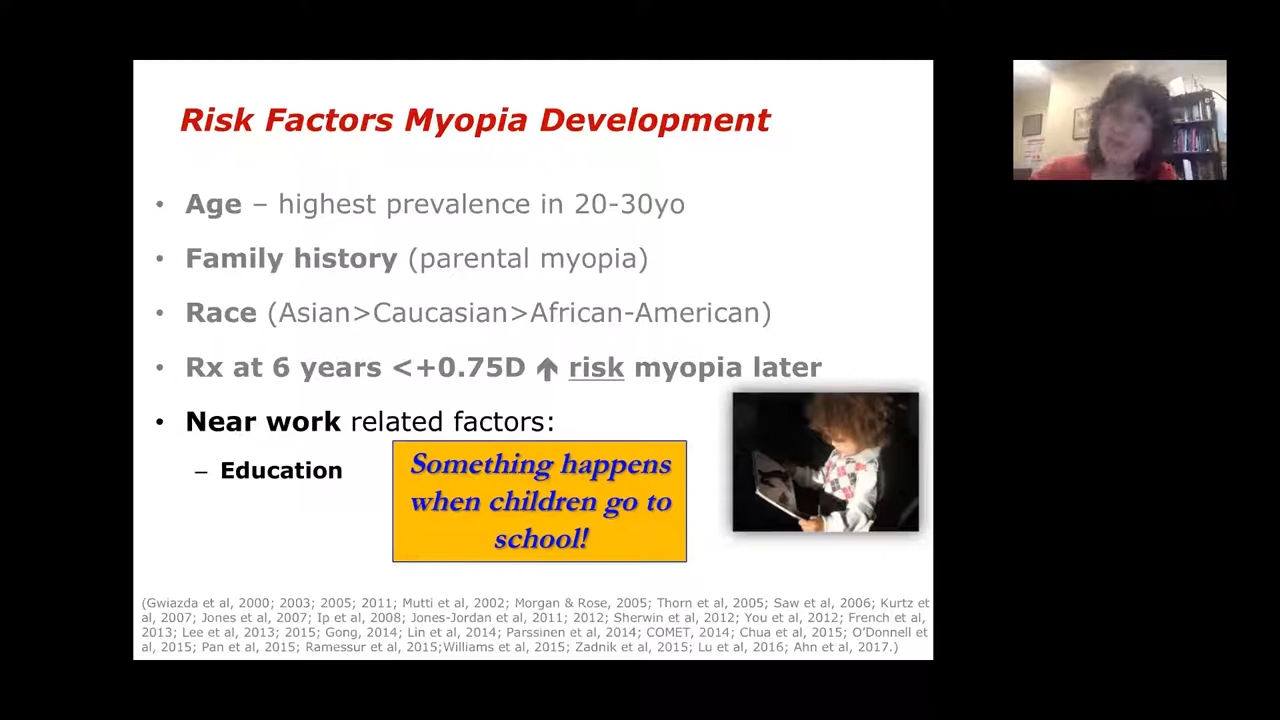 Risk Factors Myopia Development
• Age – highest prevalence in 20-30yo
• Family history (parental myopia)
• Race (Asian>Caucasian>African-American)
• Rx at 6 years <+0.75D 🡅 risk myopia later
• Near work related factors:
– Education
Something happens
when children go to
school!
(Gwiazda et al, 2000; 2003; 2005; 2011; Mutti et al, 2002; Morgan & Rose, 2005; Thorn et al, 2005; Saw et al, 2006; Kurtz et
al, 2007; Jones et al, 2007; Ip et al, 2008; Jones-Jordan et al, 2011; 2012; Sherwin et al, 2012; You et al, 2012; French et al,
2013; Lee et al, 2013; 2015; Gong, 2014; Lin et al, 2014; Parssinen et al, 2014; COMET, 2014; Chua et al, 2015; O'Donnell et
al, 2015; Pan et al, 2015; Ramessur et al, 2015;Williams et al, 2015; Zadnik et al, 2015; Lu et al, 2016; Ahn et al, 2017.)